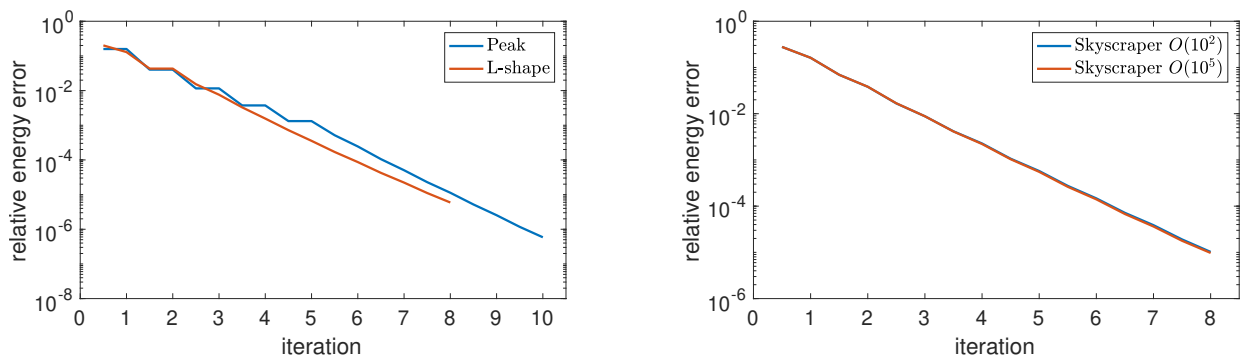 10^0
10^-2
10^-4
10^-6
10^-8
relative energy error
0 1 2 3 4 5 6 7 8 9 10
iteration
Peak
L-shape
10^0
10^-2
10^-4
10^-6
relative energy error
0 1 2 3 4 5 6 7 8
iteration
Skyscraper O(10^2)
Skyscraper O(10^5)